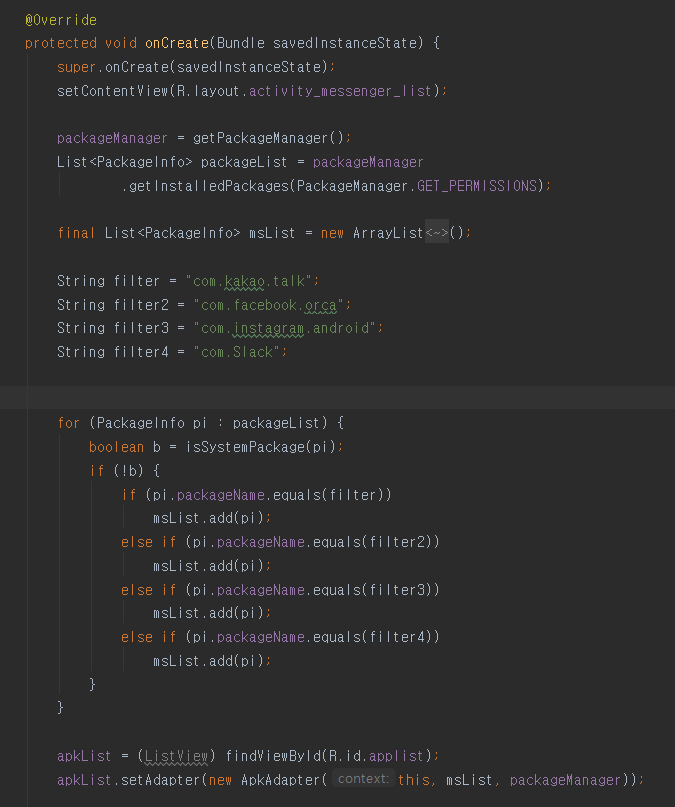 @Override
protected void onCreate(Bundle savedInstanceState) {
super.onCreate(savedInstanceState);
setContentView(R.layout.activity_messenger_list);
packageManager = getPackageManager();
List<PackageInfo> packageList = packageManager
.getInstalledPackages(PackageManager.GET_PERMISSIONS);
final List<PackageInfo> msList = new ArrayList<~>();
String filter = "com.kakao.talk";
String filter2 = "com.facebook.orca";
String filter3 = "com.instagram.android";
String filter4 = "com.Slack";
for (PackageInfo pi : packageList) {
boolean b = isSystemPackage(pi);
if (!b) {
if (pi.packageName.equals(filter))
msList.add(pi);
else if (pi.packageName.equals(filter2))
msList.add(pi);
else if (pi.packageName.equals(filter3))
msList.add(pi);
else if (pi.packageName.equals(filter4))
msList.add(pi);
}
}
apkList = (ListView) findViewById(R.id.applist);
apkList.setAdapter(new ApkAdapter( context: this, msList, packageManager));